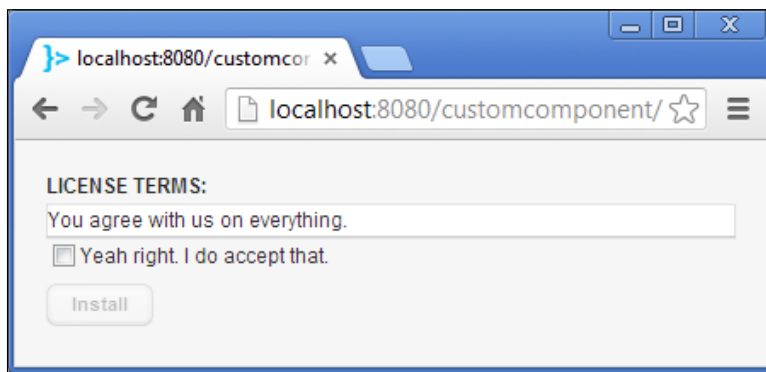 localhost:8080/customcor
localhost:8080/customcomponent/
LICENSE TERMS:
You agree with us on everything.
Yeah right. I do accept that.
Install